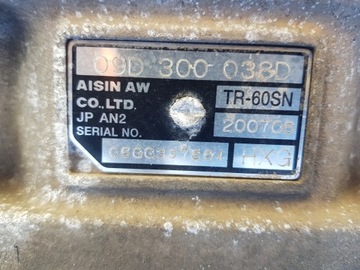 09D 300 038D
AISIN AW
CO.,LTD.
TR-60SN
JP AN2
SERIAL NO.
HXG